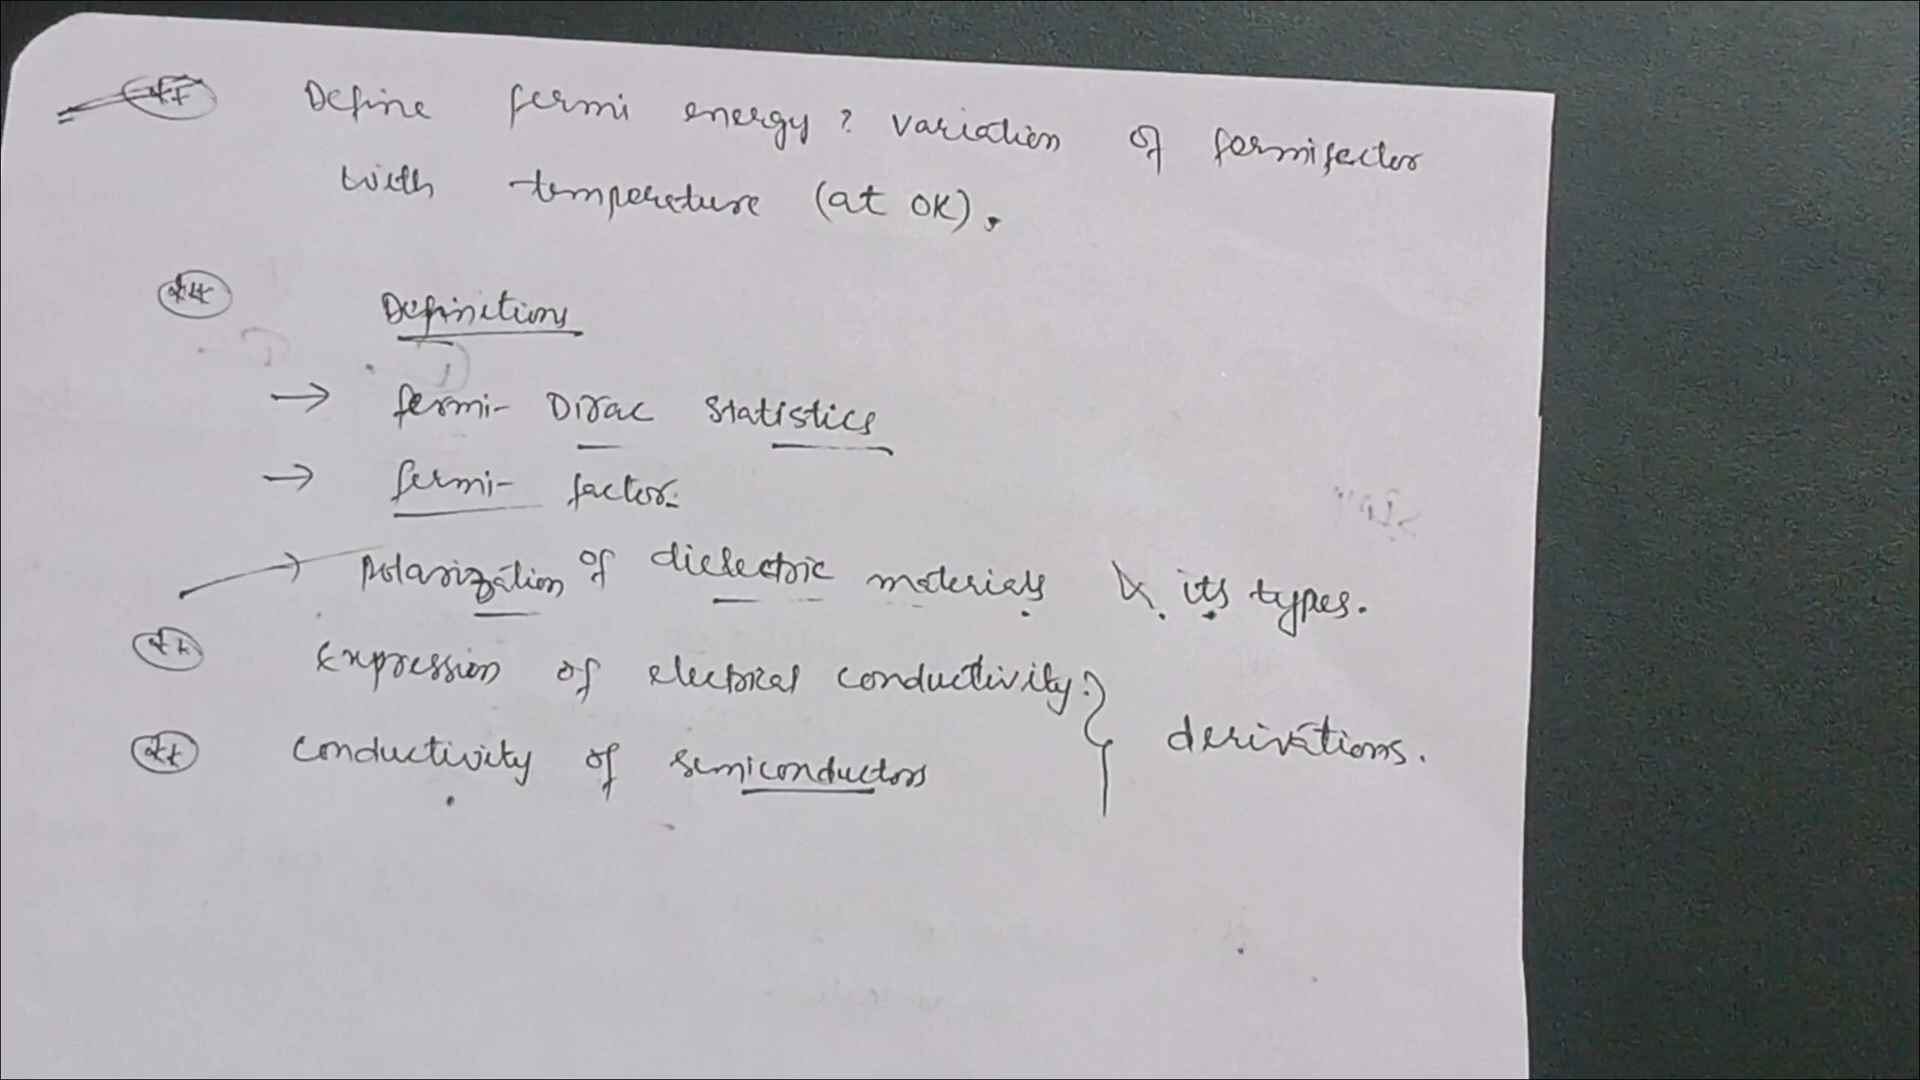 ** Define fermi energy? variation of fermifactor
with temperature (at 0K).
** Definitions
→ fermi- Dirac statistics
→ fermi- factor:
→ polarization of dielectric materials & its types.
** Expression of electrical conductivity:
** conductivity of semiconductors
derivations.